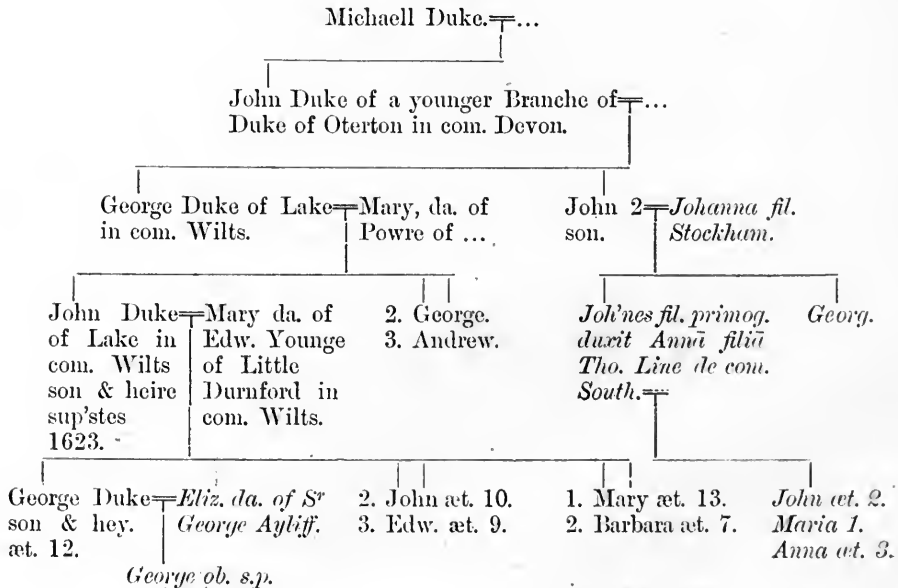 Michaell Duke.=...
John Duke of a younger Branche of=...
Duke of Oterton in com. Devon.
George Duke of Lake=Mary, da. of
in com. Wilts. Powre of ...
John 2=Johanna fil.
son. Stockham.
John Duke=Mary da. of
of Lake in Edw. Younge
com. Wilts of Little
son & heire Durnford in
sup'stes com. Wilts.
1623.
2. George.
3. Andrew.
Joh'nes fil. primog.
duxit Annā filiā
Tho. Line de com.
South.=
Georg.
George Duke=Eliz. da. of Sʳ
son & hey. George Ayliff.
æt. 12.
2. John æt. 10.
3. Edw. æt. 9.
1. Mary æt. 13.
2. Barbara æt. 7.
John æt. 2.
Maria 1.
Anna æt. 3.
George ob. s.p.